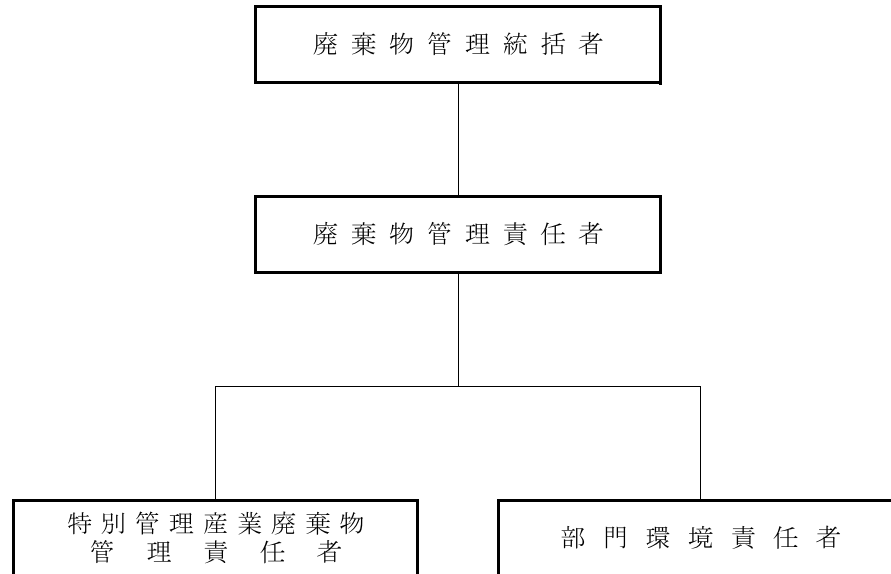 廃棄物管理統括者
廃棄物管理責任者
特別管理産業廃棄物
管理責任者
部門環境責任者